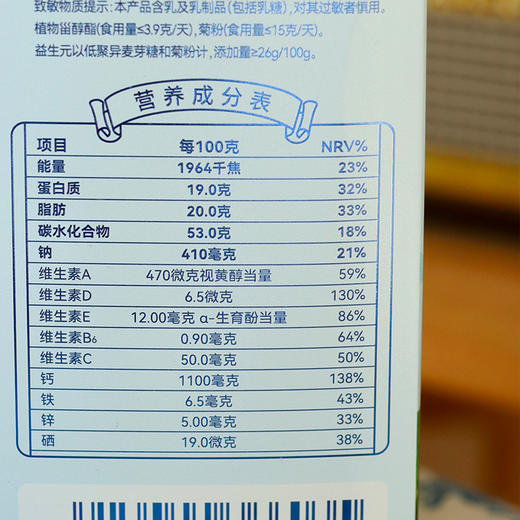 致敏物质提示：本产品含乳及乳制品（包括乳糖），对其过敏者慎用。
植物甾醇酯(食用量≤3.9克/天)，菊粉(食用量≤15克/天)。
益生元以低聚异麦芽糖和菊粉计，添加量≥26g/100g。
营养成分表
项目 每100克 NRV%
能量 1964千焦 23%
蛋白质 19.0克 32%
脂肪 20.0克 33%
碳水化合物 53.0克 18%
钠 410毫克 21%
维生素A 470微克视黄醇当量 59%
维生素D 6.5微克 130%
维生素E 12.00毫克 α-生育酚当量 86%
维生素B₆ 0.90毫克 64%
维生素C 50.0毫克 50%
钙 1100毫克 138%
铁 6.5毫克 43%
锌 5.00毫克 33%
硒 19.0微克 38%